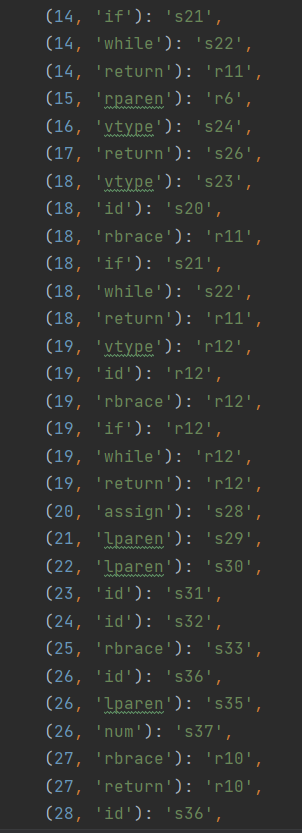 (14, 'if'): 's21',
(14, 'while'): 's22',
(14, 'return'): 'r11',
(15, 'rparen'): 'r6',
(16, 'vtype'): 's24',
(17, 'return'): 's26',
(18, 'vtype'): 's23',
(18, 'id'): 's20',
(18, 'rbrace'): 'r11',
(18, 'if'): 's21',
(18, 'while'): 's22',
(18, 'return'): 'r11',
(19, 'vtype'): 'r12',
(19, 'id'): 'r12',
(19, 'rbrace'): 'r12',
(19, 'if'): 'r12',
(19, 'while'): 'r12',
(19, 'return'): 'r12',
(20, 'assign'): 's28',
(21, 'lparen'): 's29',
(22, 'lparen'): 's30',
(23, 'id'): 's31',
(24, 'id'): 's32',
(25, 'rbrace'): 's33',
(26, 'id'): 's36',
(26, 'lparen'): 's35',
(26, 'num'): 's37',
(27, 'rbrace'): 'r10',
(27, 'return'): 'r10',
(28, 'id'): 's36',